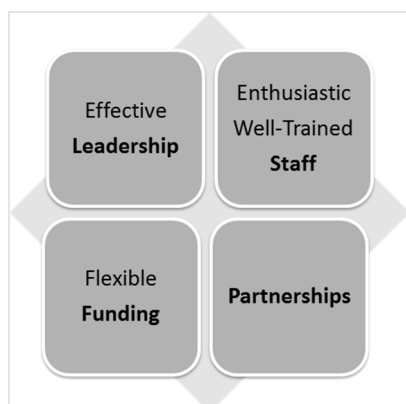 Effective
Leadership
Enthusiastic
Well-Trained
Staff
Flexible
Funding
Partnerships